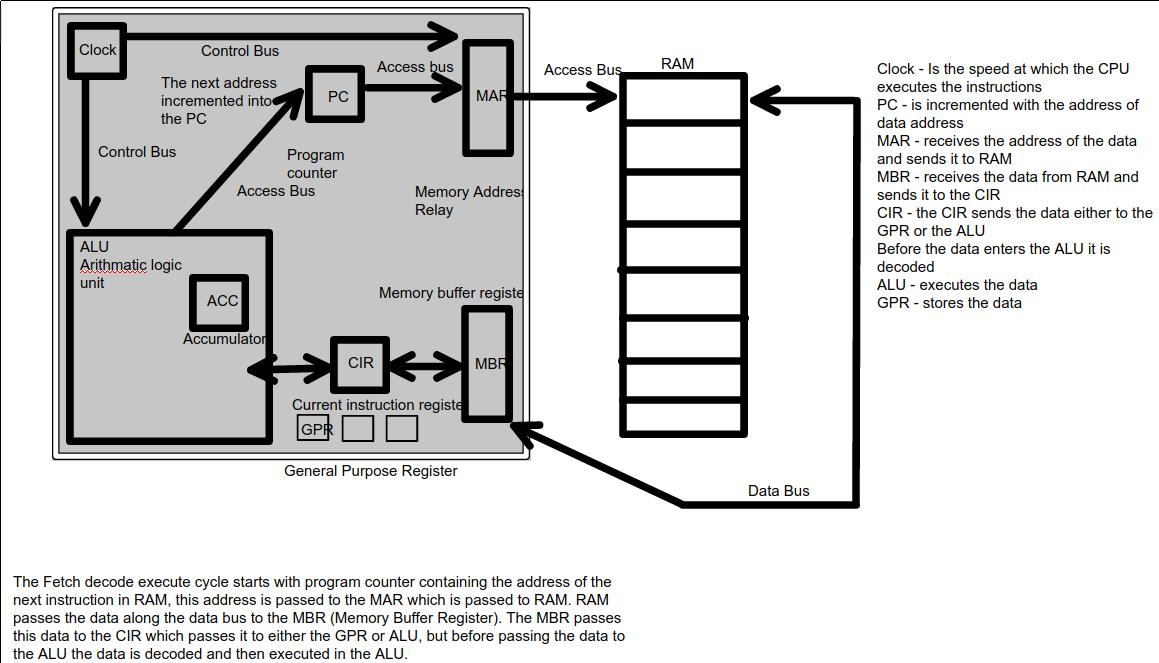 Clock
Control Bus
The next address
incremented into
the PC
Access bus
PC
MAR
Access Bus
RAM
Control Bus
Program
counter
Access Bus
Memory Address
Relay
ALU
Arithmatic logic
unit
ACC
Accumulator
Memory buffer registe
CIR
MBR
Current instruction registe
GPR
General Purpose Register
Data Bus
Clock - Is the speed at which the CPU
executes the instructions
PC - is incremented with the address of
data address
MAR - receives the address of the data
and sends it to RAM
MBR - receives the data from RAM and
sends it to the CIR
CIR - the CIR sends the data either to the
GPR or the ALU
Before the data enters the ALU it is
decoded
ALU - executes the data
GPR - stores the data
The Fetch decode execute cycle starts with program counter containing the address of the
next instruction in RAM, this address is passed to the MAR which is passed to RAM. RAM
passes the data along the data bus to the MBR (Memory Buffer Register). The MBR passes
this data to the CIR which passes it to either the GPR or ALU, but before passing the data to
the ALU the data is decoded and then executed in the ALU.